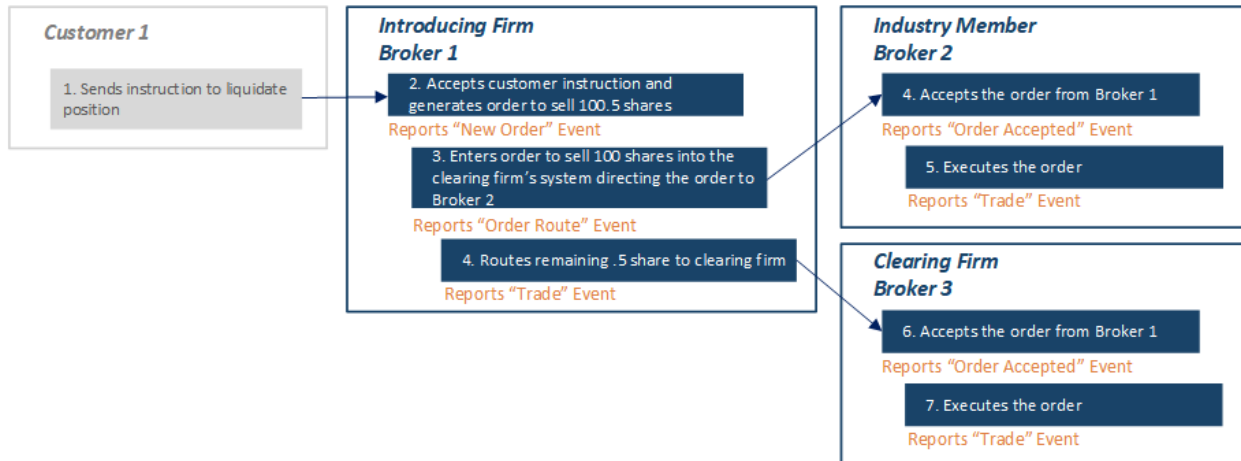 Customer 1
1. Sends instruction to liquidate
position
Introducing Firm
Broker 1
2. Accepts customer instruction and
generates order to sell 100.5 shares
Reports “New Order” Event
3. Enters order to sell 100 shares into the
clearing firm’s system directing the order to
Broker 2
Reports “Order Route” Event
4. Routes remaining .5 share to clearing firm
Reports “Trade” Event
Industry Member
Broker 2
4. Accepts the order from Broker 1
Reports “Order Accepted” Event
5. Executes the order
Reports “Trade” Event
Clearing Firm
Broker 3
6. Accepts the order from Broker 1
Reports “Order Accepted” Event
7. Executes the order
Reports “Trade” Event